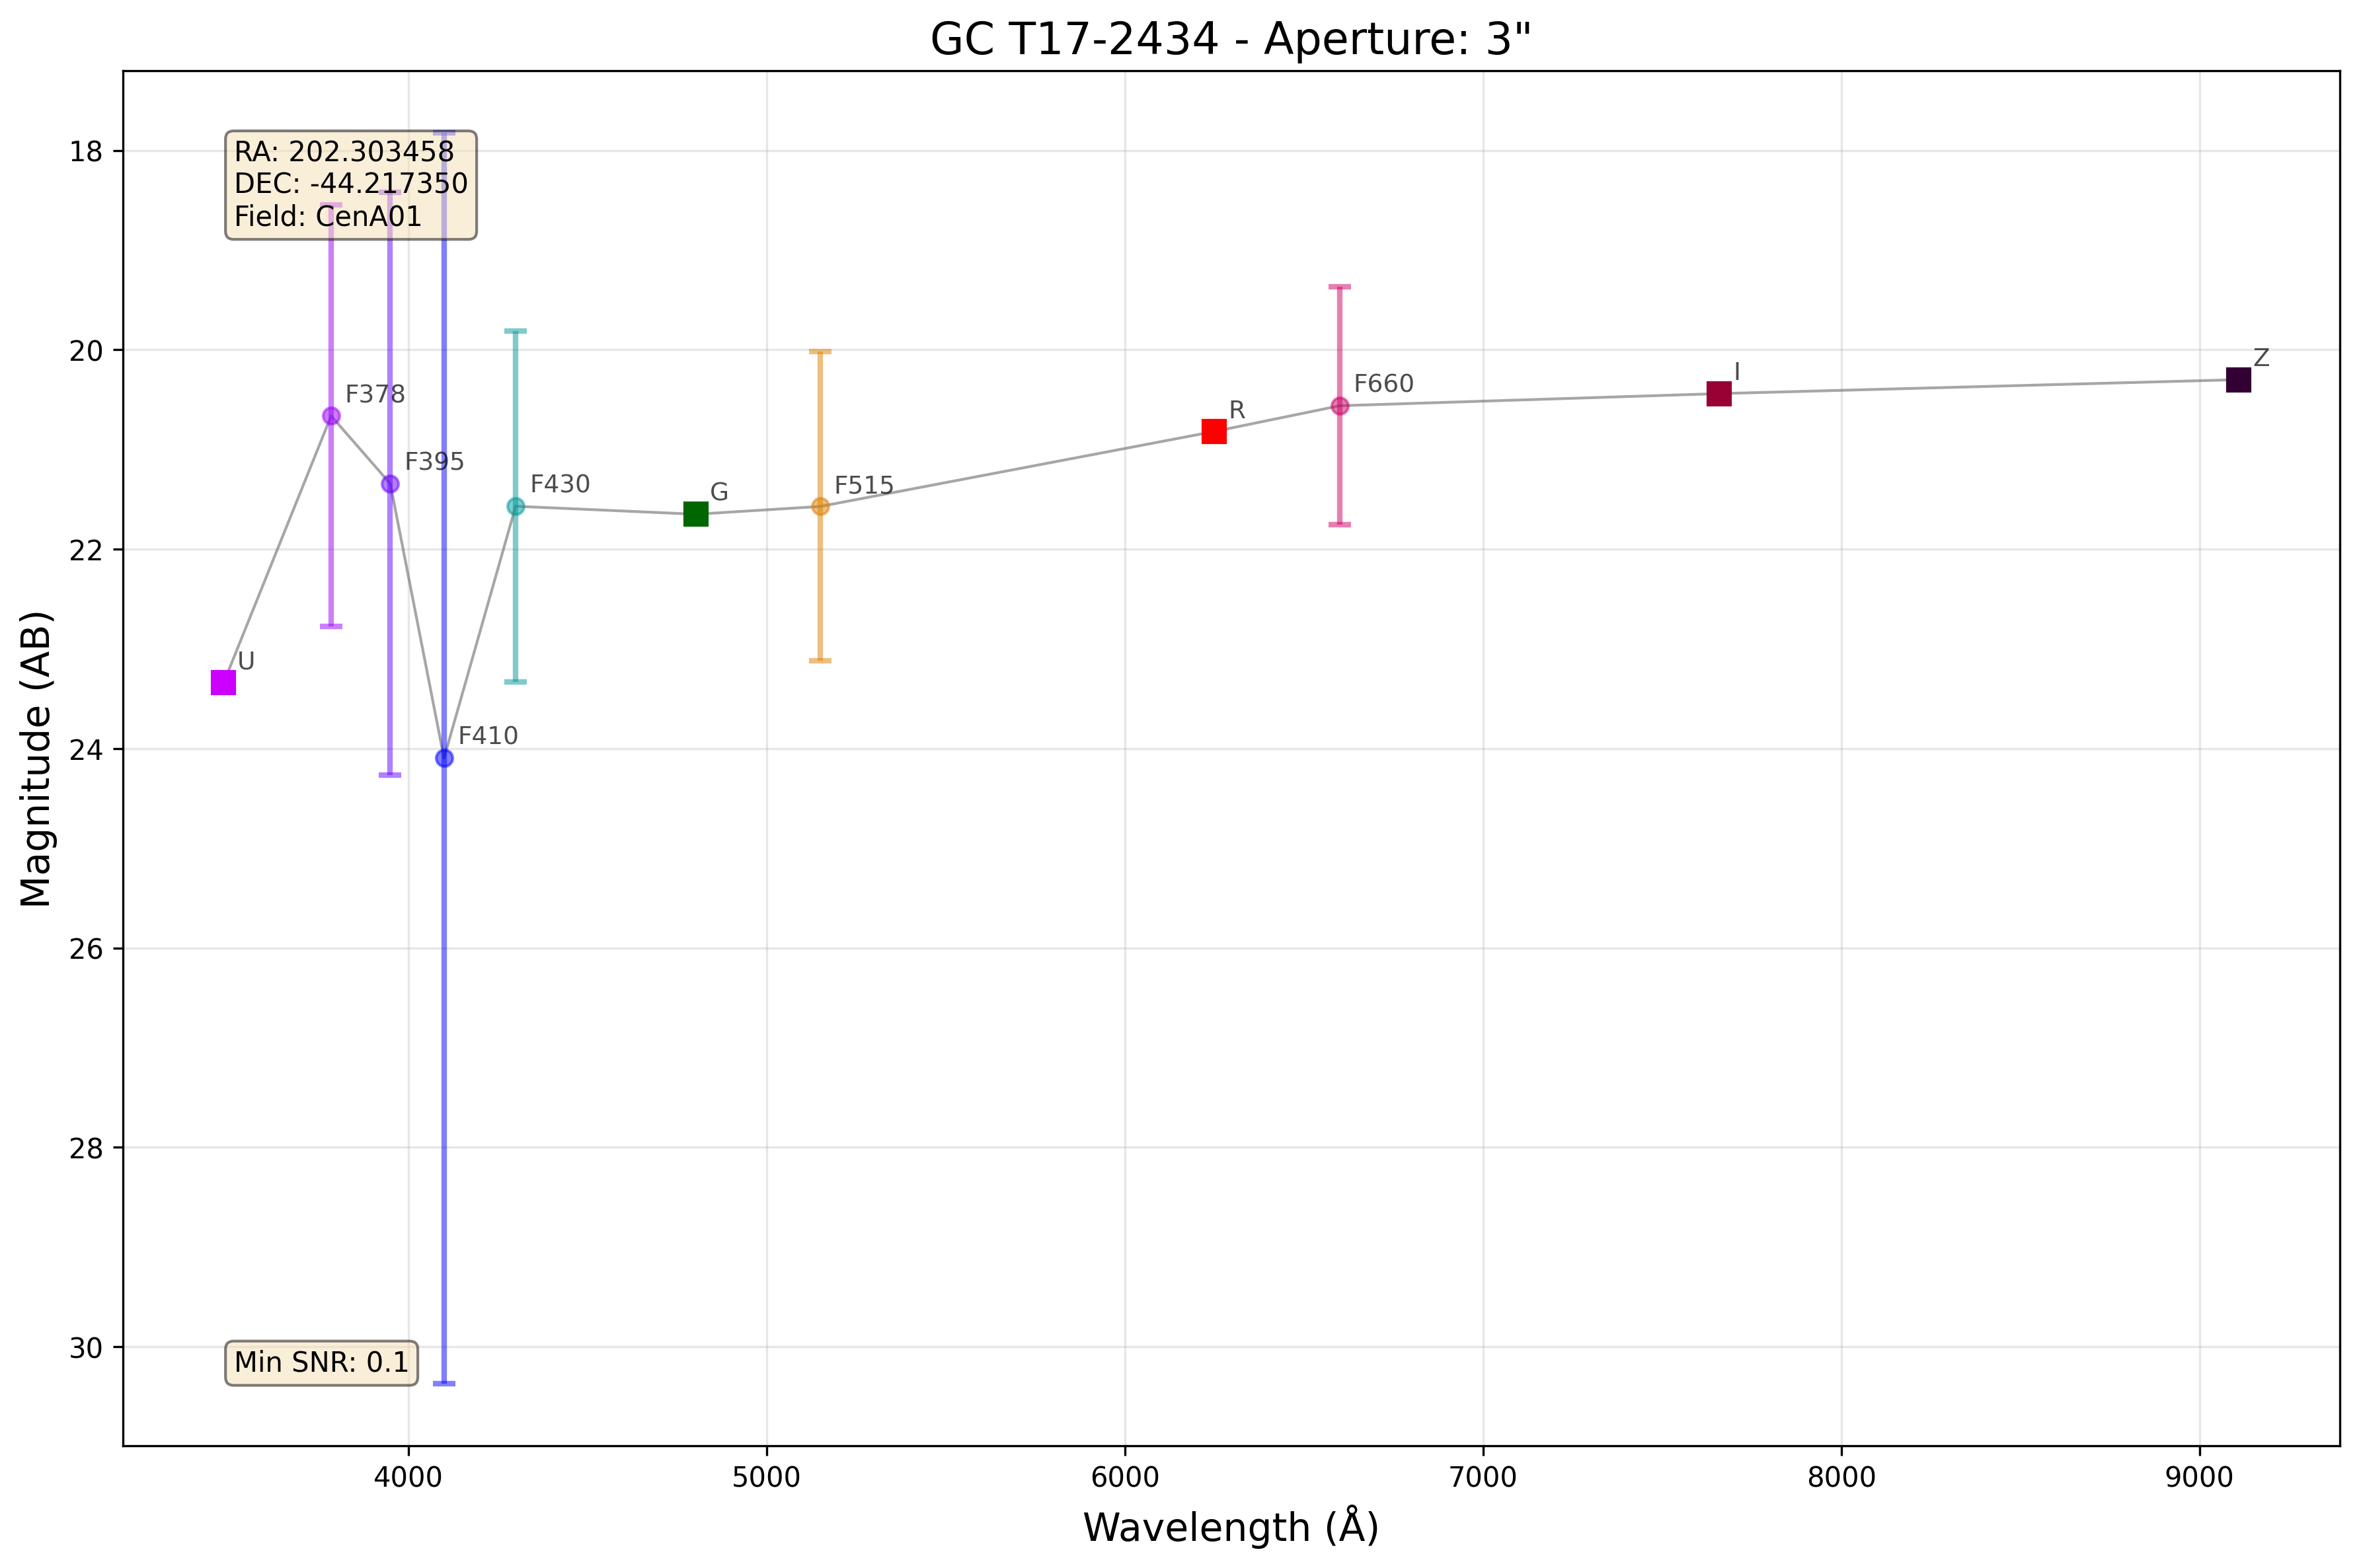 GC T17-2434 - Aperture: 3"
RA: 202.303458
DEC: -44.217350
Field: CenA01
18
20
22
24
26
28
30
Magnitude (AB)
U
F378
F395
F410
F430
G
F515
R
F660
I
Z
Min SNR: 0.1
4000
5000
6000
7000
8000
9000
Wavelength (Å)